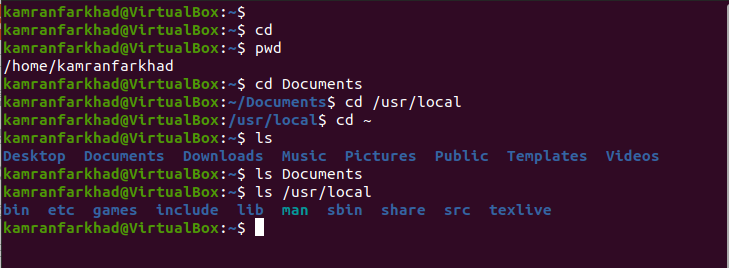 kamranfarkhad@VirtualBox:~$
kamranfarkhad@VirtualBox:~$ cd
kamranfarkhad@VirtualBox:~$ pwd
/home/kamranfarkhad
kamranfarkhad@VirtualBox:~$ cd Documents
kamranfarkhad@VirtualBox:~/Documents$ cd /usr/local
kamranfarkhad@VirtualBox:/usr/local$ cd ~
kamranfarkhad@VirtualBox:~$ ls
Desktop  Documents  Downloads  Music  Pictures  Public  Templates  Videos
kamranfarkhad@VirtualBox:~$ ls Documents
kamranfarkhad@VirtualBox:~$ ls /usr/local
bin  etc  games  include  lib  man  sbin  share  src  texlive
kamranfarkhad@VirtualBox:~$